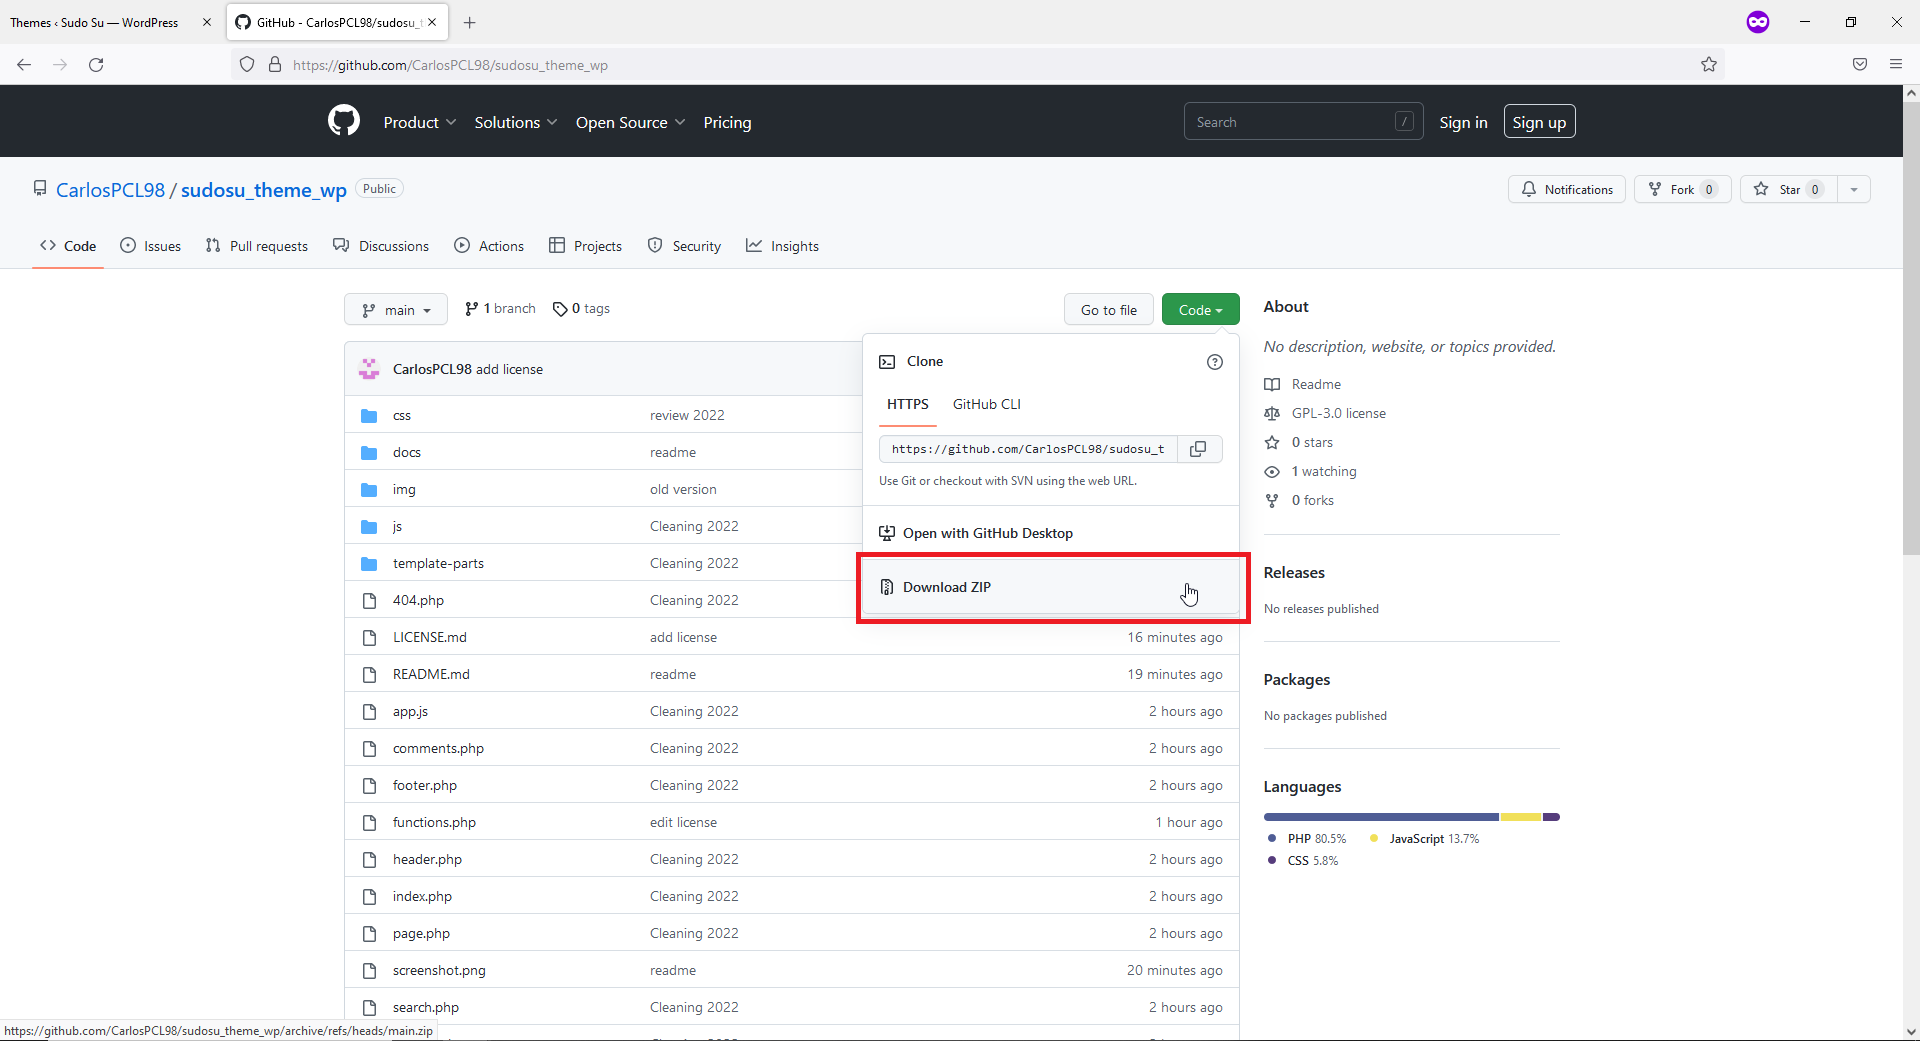 Themes ‹ Sudo Su — WordPress
GitHub - CarlosPCL98/sudosu_
https://github.com/CarlosPCL98/sudosu_theme_wp
Product Solutions Open Source Pricing
Search /
Sign in
Sign up
CarlosPCL98 / sudosu_theme_wp Public
Notifications Fork 0 Star 0
Code Issues Pull requests Discussions Actions Projects Security Insights
main 1 branch 0 tags
Go to file Code
CarlosPCL98 add license
css review 2022
docs readme
img old version
js Cleaning 2022
template-parts Cleaning 2022
404.php Cleaning 2022
LICENSE.md add license 16 minutes ago
README.md readme 19 minutes ago
app.js Cleaning 2022 2 hours ago
comments.php Cleaning 2022 2 hours ago
footer.php Cleaning 2022 2 hours ago
functions.php edit license 1 hour ago
header.php Cleaning 2022 2 hours ago
index.php Cleaning 2022 2 hours ago
page.php Cleaning 2022 2 hours ago
screenshot.png readme 20 minutes ago
search.php Cleaning 2022 2 hours ago
Clone
HTTPS GitHub CLI
https://github.com/CarlosPCL98/sudosu_t
Use Git or checkout with SVN using the web URL.
Open with GitHub Desktop
Download ZIP
About
No description, website, or topics provided.
Readme
GPL-3.0 license
0 stars
1 watching
0 forks
Releases
No releases published
Packages
No packages published
Languages
PHP 80.5% JavaScript 13.7%
CSS 5.8%
https://github.com/CarlosPCL98/sudosu_theme_wp/archive/refs/heads/main.zip